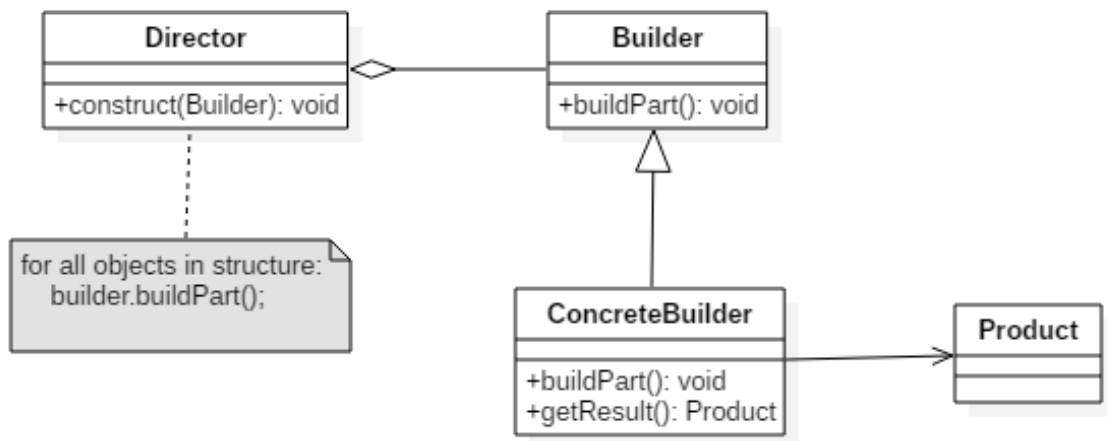 Director
+construct(Builder): void
Builder
+buildPart(): void
for all objects in structure:
builder.buildPart();
ConcreteBuilder
+buildPart(): void
+getResult(): Product
Product